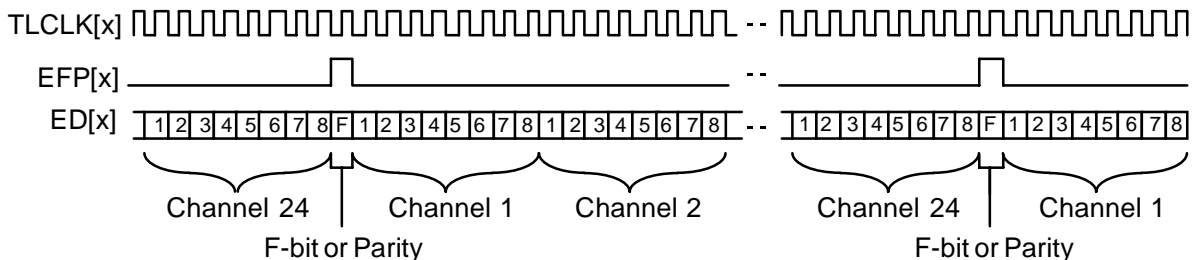 TLCLK[x] - -
EFP[x] - -
ED[x] 1 2 3 4 5 6 7 8 F 1 2 3 4 5 6 7 8 1 2 3 4 5 6 7 8 - - 1 2 3 4 5 6 7 8 F 1 2 3 4 5 6 7 8
Channel 24 Channel 1 Channel 2 Channel 24 Channel 1
F-bit or Parity F-bit or Parity